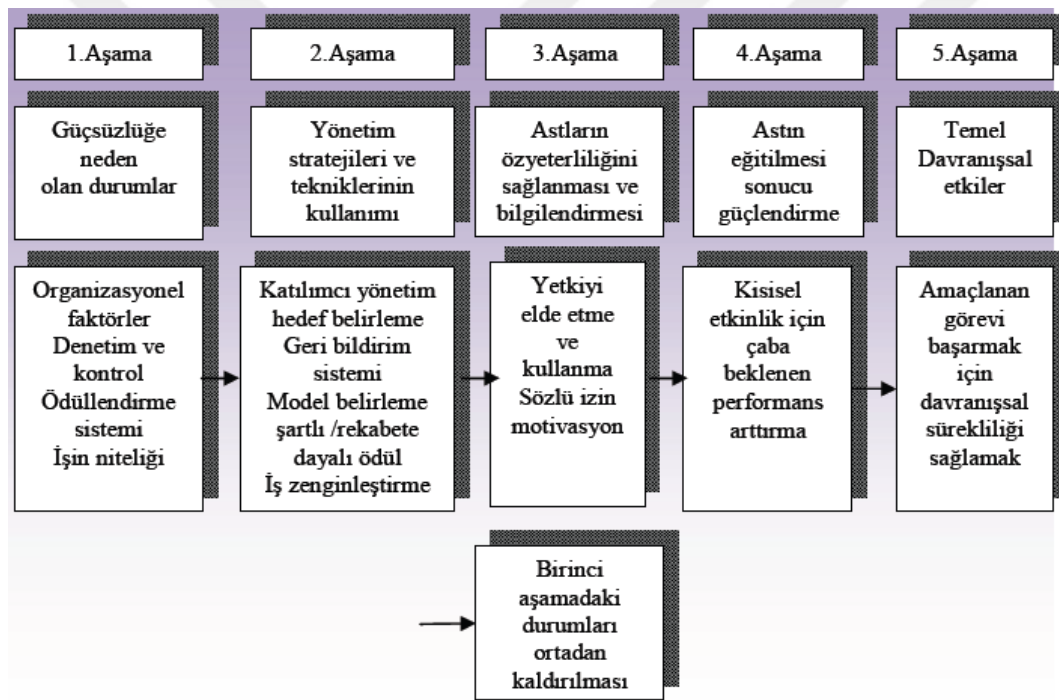 1.Aşama
2.Aşama
3.Aşama
4.Aşama
5.Aşama
Güçsüzlüğe
neden
olan durumlar
Yönetim
stratejileri ve
tekniklerinin
kullanımı
Astların
özyeterliliğini
sağlanması ve
bilgilendirmesi
Astın
eğitilmesi
sonucu
güçlendirme
Temel
Davranışsal
etkiler
Organizasyonel
faktörler
Denetim ve
kontrol
Ödüllendirme
sistemi
İşin niteliği
Katılımcı yönetim
hedef belirleme
Geri bildirim
sistemi
Model belirleme
şartlı /rekabete
dayalı ödül
İş zenginleştirme
Yetkiyi
elde etme
ve
kullanma
Sözlü izin
motivasyon
Kisisel
etkinlik için
çaba
beklenen
performans
arttırma
Amaçlanan
görevi
başarmak
için
davranışsal
sürekliliği
sağlamak
Birinci
aşamadaki
durumları
ortadan
kaldırılması